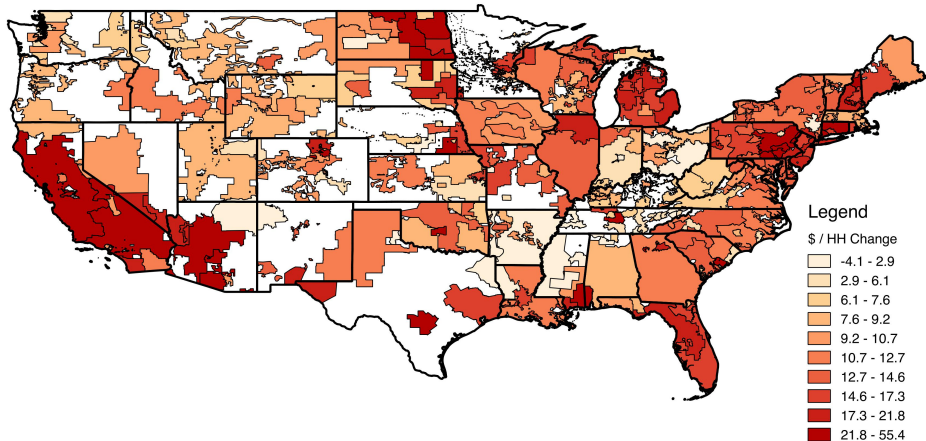 Legend
$ / HH Change
-4.1 - 2.9
2.9 - 6.1
6.1 - 7.6
7.6 - 9.2
9.2 - 10.7
10.7 - 12.7
12.7 - 14.6
14.6 - 17.3
17.3 - 21.8
21.8 - 55.4